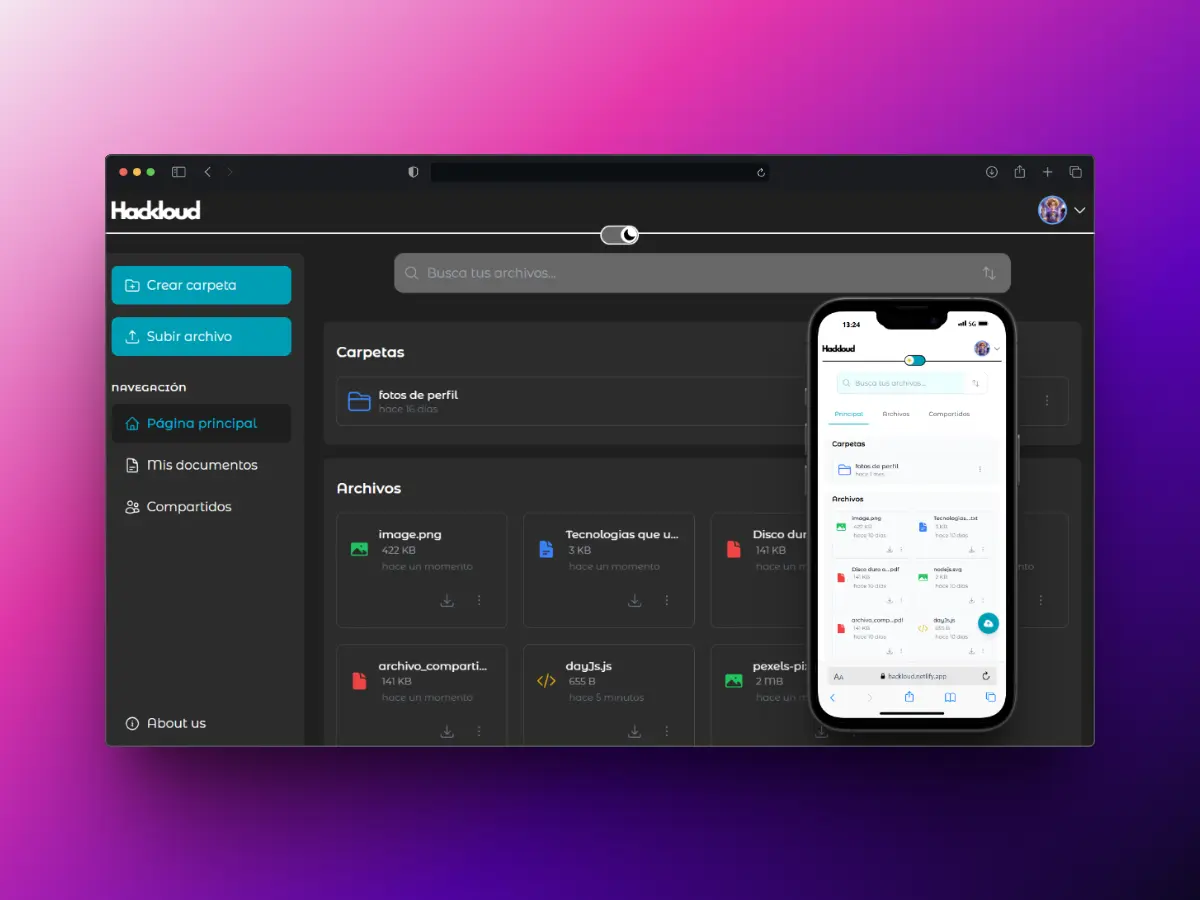 Hackloud
Busca tus archivos...
Crear carpeta
Subir archivo
NAVEGACIÓN
Página principal
Mis documentos
Compartidos
About us
Carpetas
fotos de perfil
hace 16 días
Archivos
image.png
422 KB
hace un momento
Tecnologias que u...
3 KB
hace un momento
Disco dur
141 KB
hace un m
nto
archivo_comparti...
141 KB
hace un momento
dayJs.js
655 B
hace 5 minutos
pexels-pi
2 MB
hace un m
13:24
5G
Hackloud
Busca tus archivos...
Principal
Archivos
Compartidos
Carpetas
fotos de perfil
hace 1 mes
Archivos
image.png
422 KB
hace 10 días
Tecnologias...txt
3 KB
hace 10 días
Disco duro o...pdf
141 KB
hace 10 días
nodejs.svg
2 KB
hace 10 días
archivo_comp...pdf
141 KB
hace 10 días
dayJs.js
655 B
hace 10 días
AA
hackloud.netlify.app